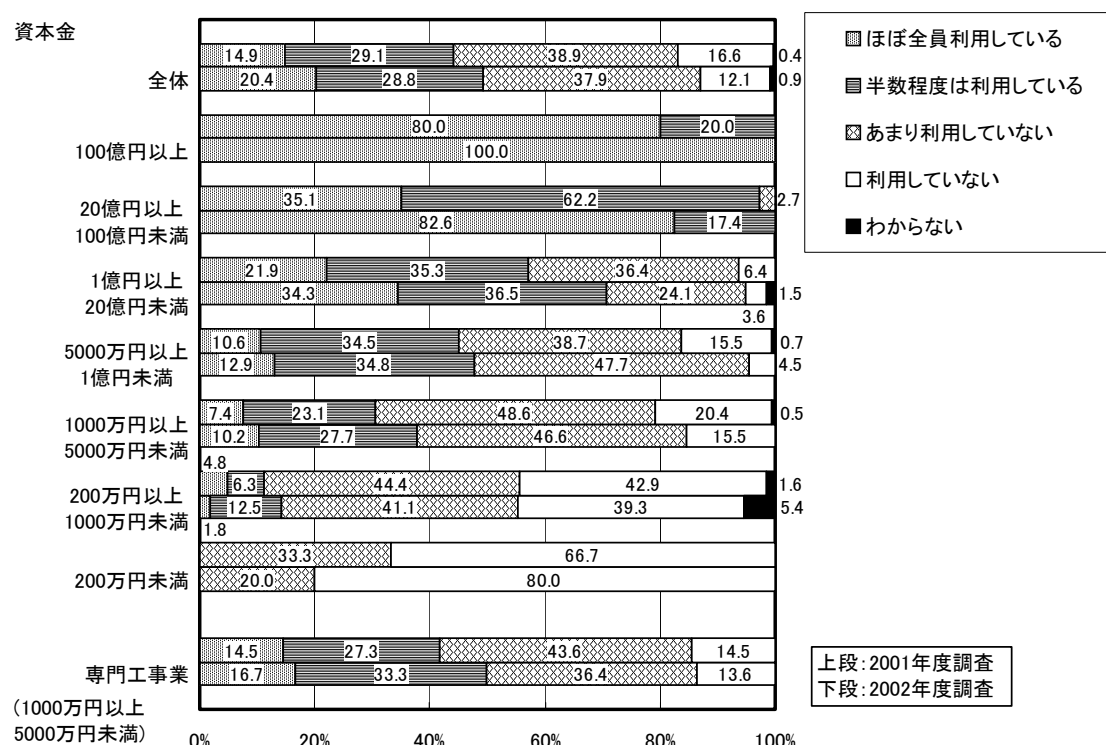 資本金
全体
14.9 29.1 38.9 16.6 0.4
20.4 28.8 37.9 12.1 0.9
100億円以上
80.0 20.0
100.0
20億円以上
100億円未満
35.1 62.2 2.7
82.6 17.4
1億円以上
20億円未満
21.9 35.3 36.4 6.4
34.3 36.5 24.1 1.5
3.6
5000万円以上
1億円未満
10.6 34.5 38.7 15.5 0.7
12.9 34.8 47.7 4.5
1000万円以上
5000万円未満
7.4 23.1 48.6 20.4 0.5
10.2 27.7 46.6 15.5
200万円以上
1000万円未満
4.8
6.3 44.4 42.9 1.6
12.5 41.1 39.3 5.4
1.8
200万円未満
33.3 66.7
20.0 80.0
専門工事業
(1000万円以上
5000万円未満)
14.5 27.3 43.6 14.5
16.7 33.3 36.4 13.6
0% 20% 40% 60% 80% 100%
ほぼ全員利用している
半数程度は利用している
あまり利用していない
利用していない
わからない
上段:2001年度調査
下段:2002年度調査